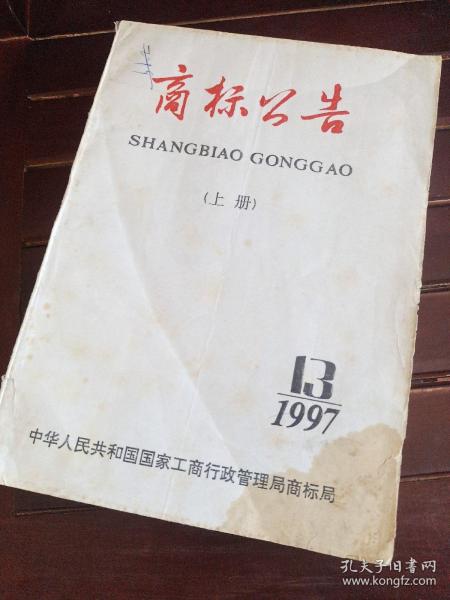 商标公告
SHANGBIAO GONGGAO
(上册)
13
1997
中华人民共和国国家工商行政管理局商标局
孔夫子旧书网
www.kongfz.com